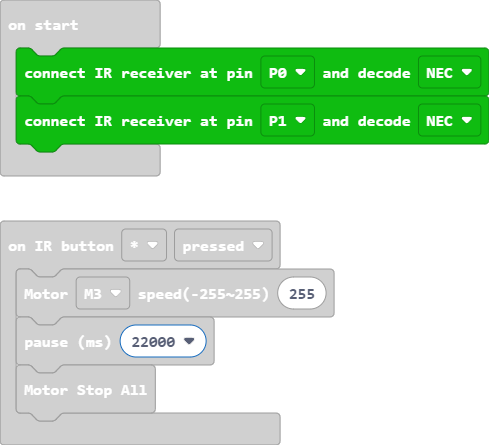 on start
connect IR receiver at pin P0 and decode NEC
connect IR receiver at pin P1 and decode NEC
on IR button * pressed
Motor M3 speed(-255~255) 255
pause (ms) 22000
Motor Stop All